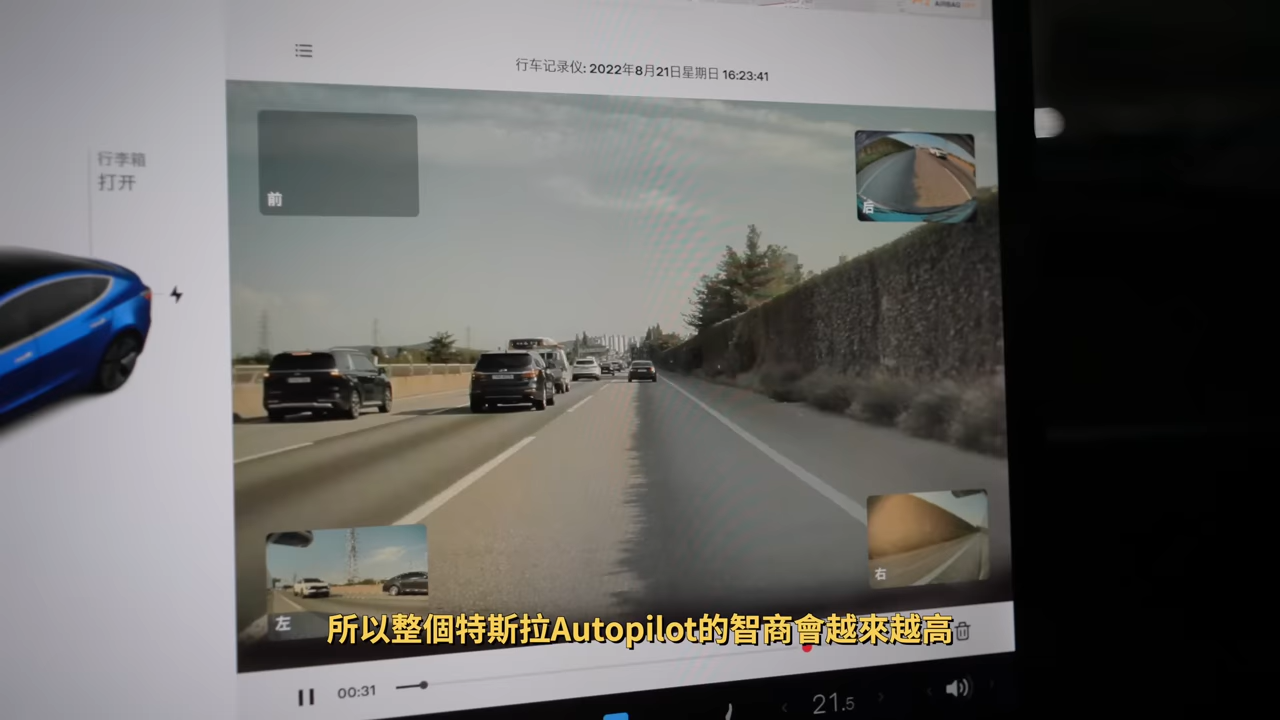 AIRBAG
行车记录仪: 2022年8月21日星期日 16:23:41
行李箱
打开
前
后
左
右
所以整個特斯拉Autopilot的智商會越來越高
00:31
21.5